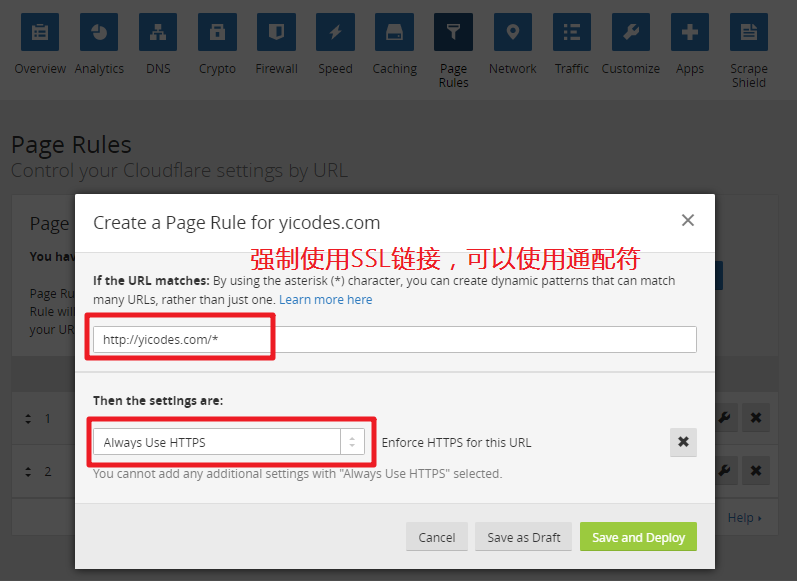 Overview Analytics DNS Crypto Firewall Speed Caching Page Rules Network Traffic Customize Apps Scrape Shield
Page Rules
Control your Cloudflare settings by URL
Page
You hav
Page Ru
Rule will
your UR
Create a Page Rule for yicodes.com
强制使用SSL链接，可以使用通配符
If the URL matches: By using the asterisk (*) character, you can create dynamic patterns that can match
many URLs, rather than just one. Learn more here
http://yicodes.com/*
Then the settings are:
Always Use HTTPS
Enforce HTTPS for this URL
You cannot add any additional settings with "Always Use HTTPS" selected.
1
2
Cancel
Save as Draft
Save and Deploy
Help